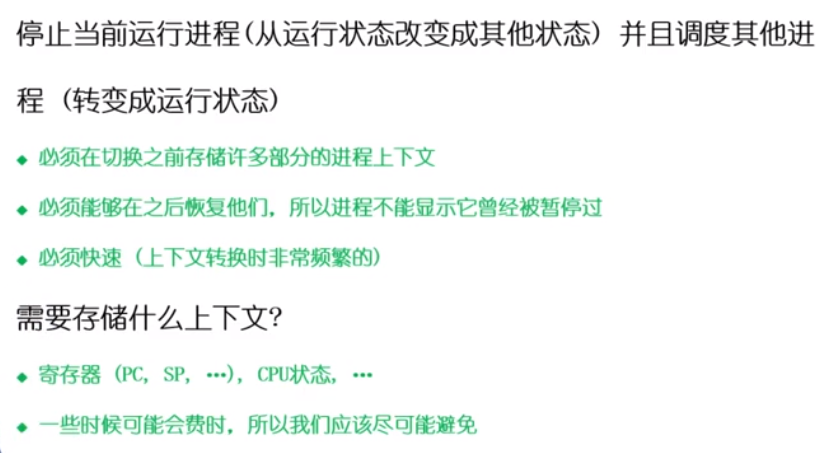 停止当前运行进程(从运行状态改变成其他状态) 并且调度其他进
程 (转变成运行状态)
◆ 必须在切换之前存储许多部分的进程上下文
◆ 必须能够在之后恢复他们，所以进程不能显示它曾经被暂停过
◆ 必须快速 (上下文转换时非常频繁的)
需要存储什么上下文?
◆ 寄存器 (PC, SP, …), CPU状态, …
◆ 一些时候可能会费时，所以我们应该尽可能避免